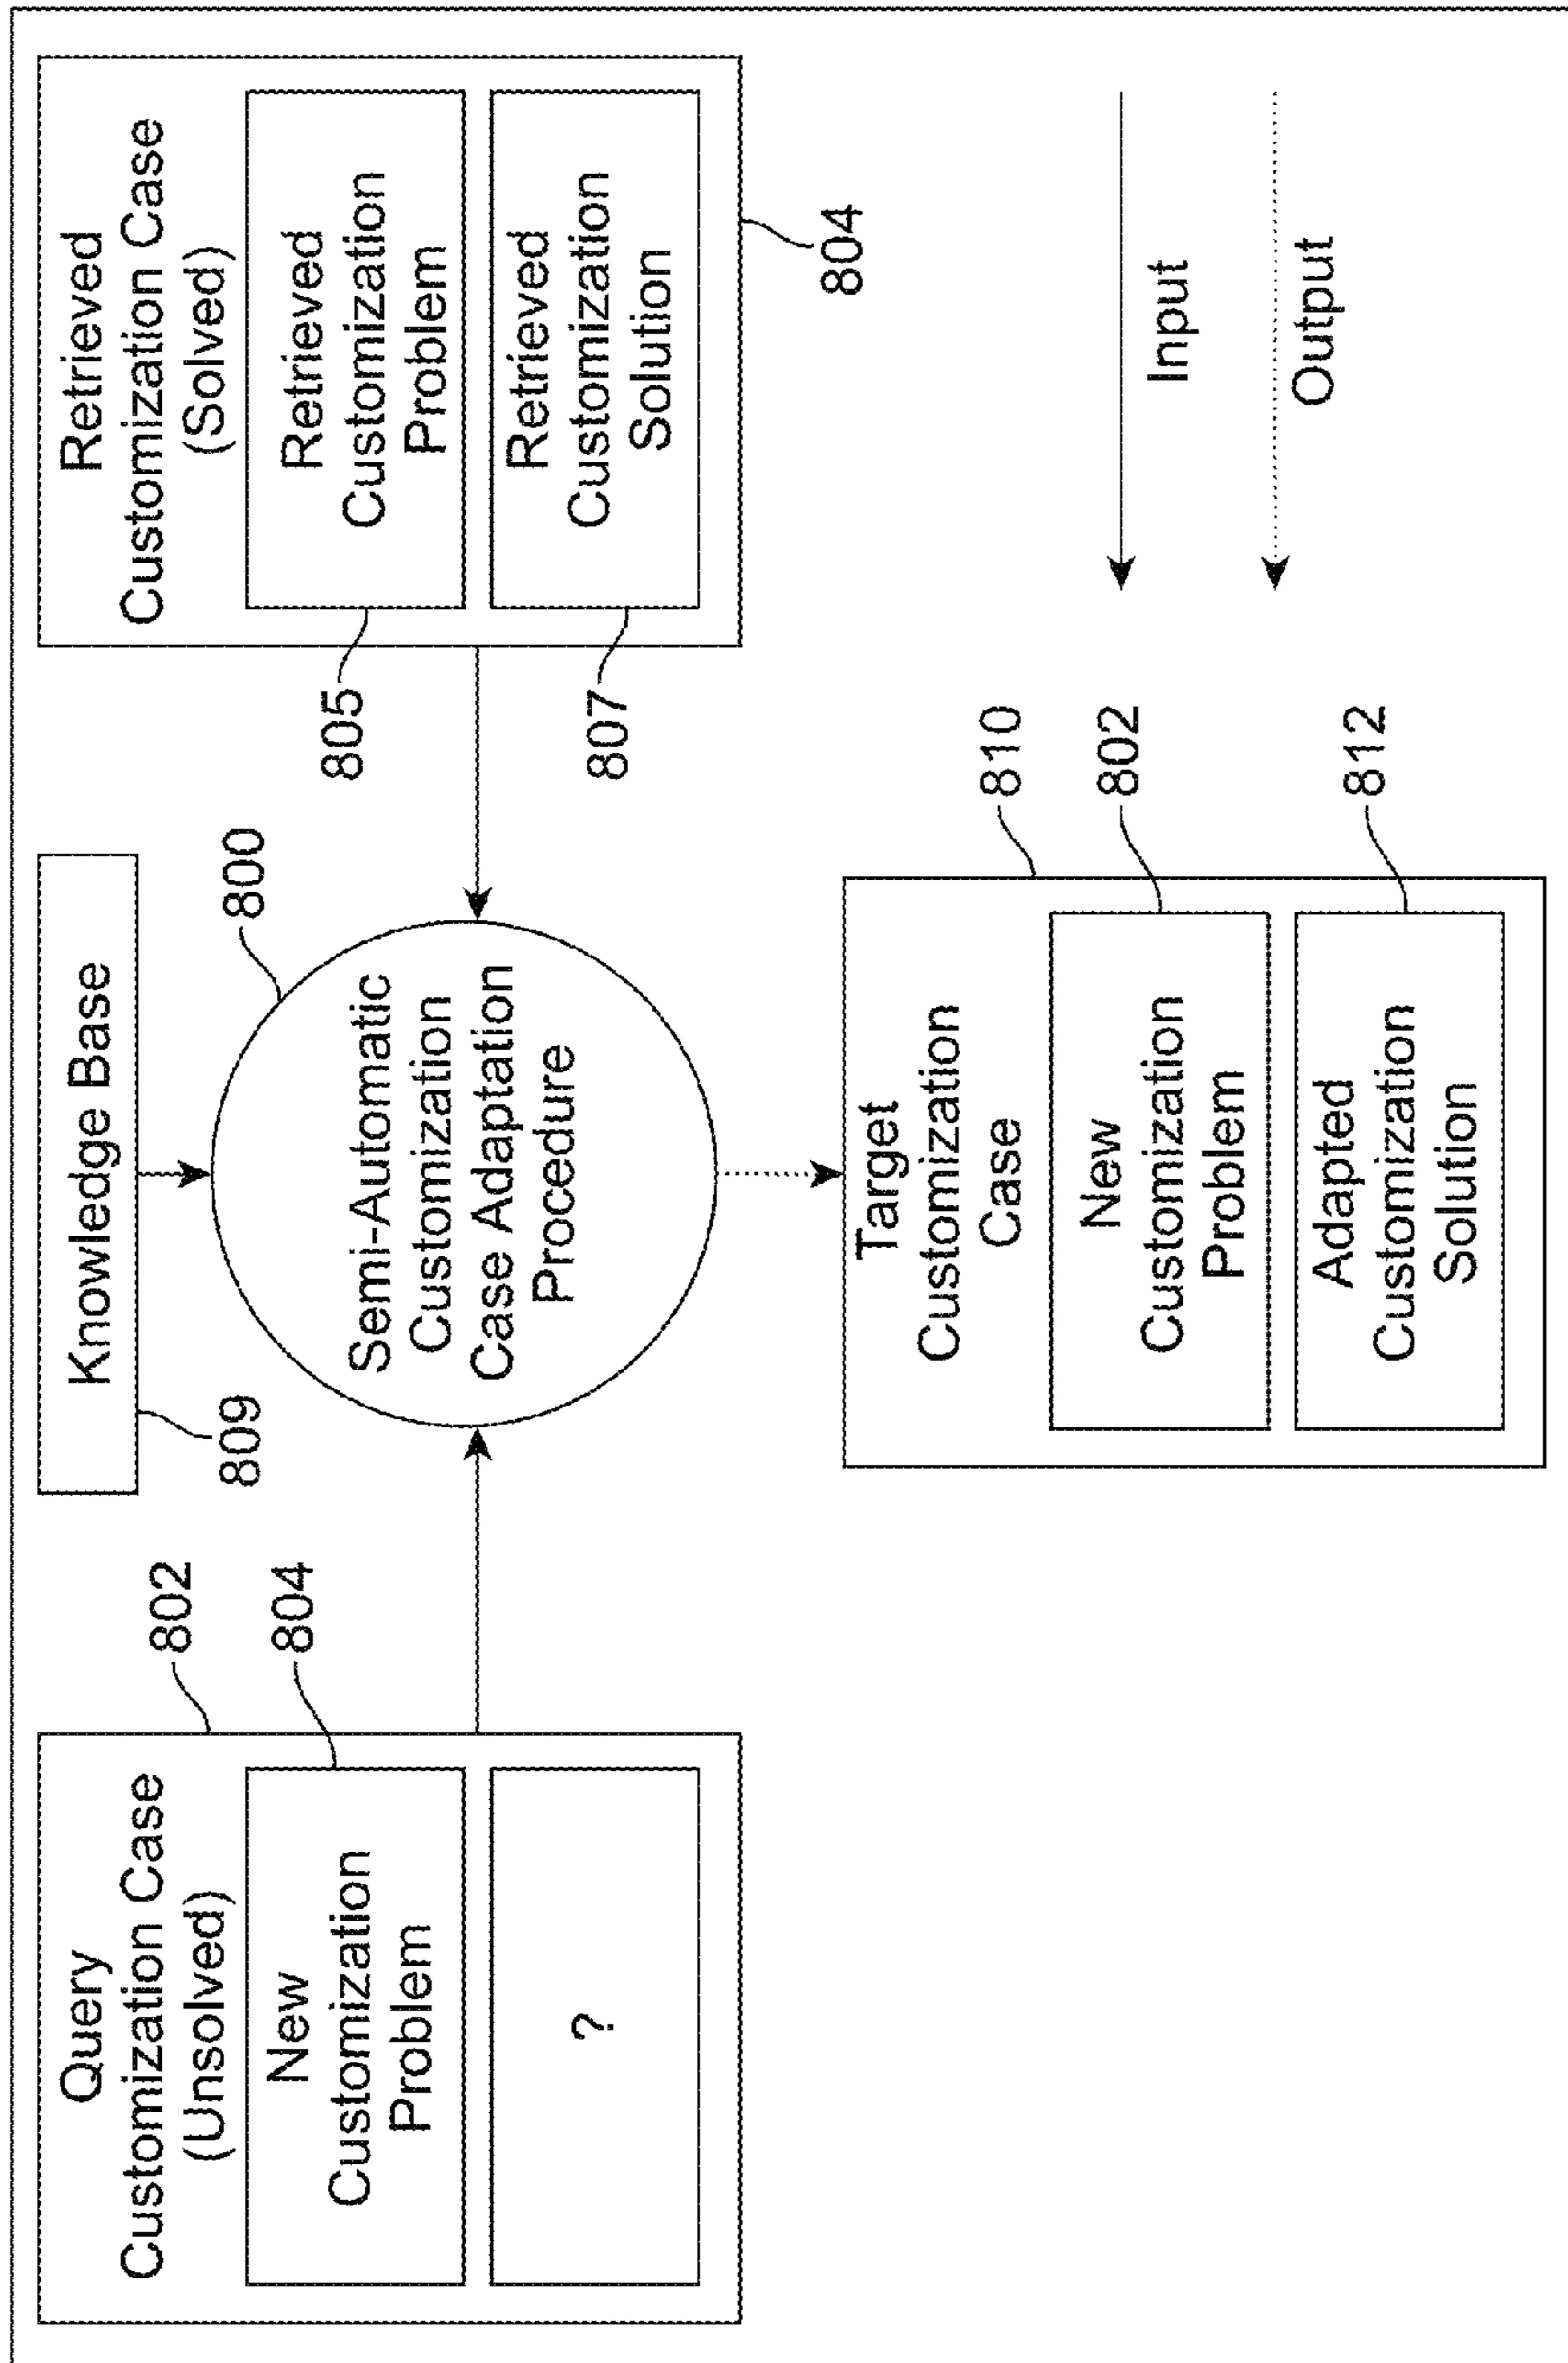 Query
Customization Case
(Unsolved)
802
New
Customization
Problem
804
?
Knowledge Base
809
Semi-Automatic
Customization
Case Adaptation
Procedure
800
Retrieved
Customization Case
(Solved)
Retrieved
Customization
Problem
805
Retrieved
Customization
Solution
807
804
Target
Customization
Case
810
New
Customization
Problem
802
Adapted
Customization
Solution
812
Input
Output